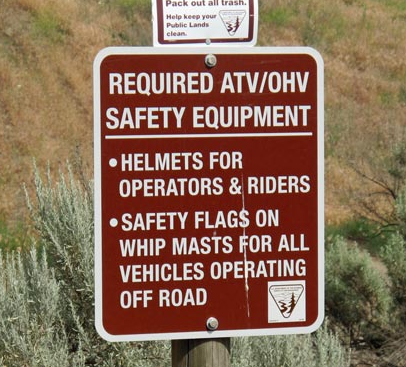 Pack out all trash.
Help keep your
Public Lands
clean.
REQUIRED ATV/OHV
SAFETY EQUIPMENT
• HELMETS FOR
OPERATORS & RIDERS
• SAFETY FLAGS ON
WHIP MASTS FOR ALL
VEHICLES OPERATING
OFF ROAD